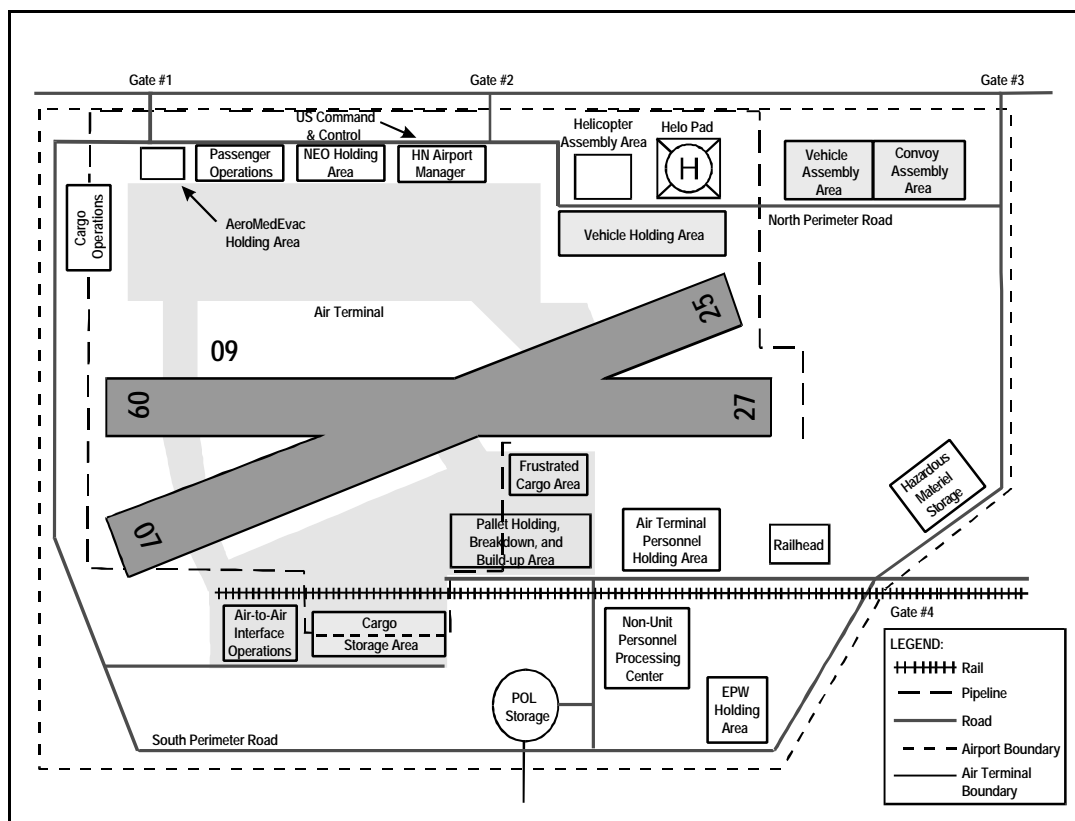 Gate #1
Gate #2
Gate #3
US Command
& Control
Passenger
Operations
NEO Holding
Area
HN Airport
Manager
Helicopter
Assembly Area
Helo Pad
H
Vehicle
Assembly
Area
Convoy
Assembly
Area
Cargo
Operations
AeroMedEvac
Holding Area
Vehicle Holding Area
North Perimeter Road
Air Terminal
25
09
09
27
07
Frustrated
Cargo Area
Hazardous
Materiel
Storage
Pallet Holding,
Breakdown, and
Build-up Area
Air Terminal
Personnel
Holding Area
Railhead
Gate #4
Air-to-Air
Interface
Operations
Cargo
Storage Area
Non-Unit
Personnel
Processing
Center
POL
Storage
EPW
Holding
Area
South Perimeter Road
LEGEND:
Rail
Pipeline
Road
Airport Boundary
Air Terminal
Boundary